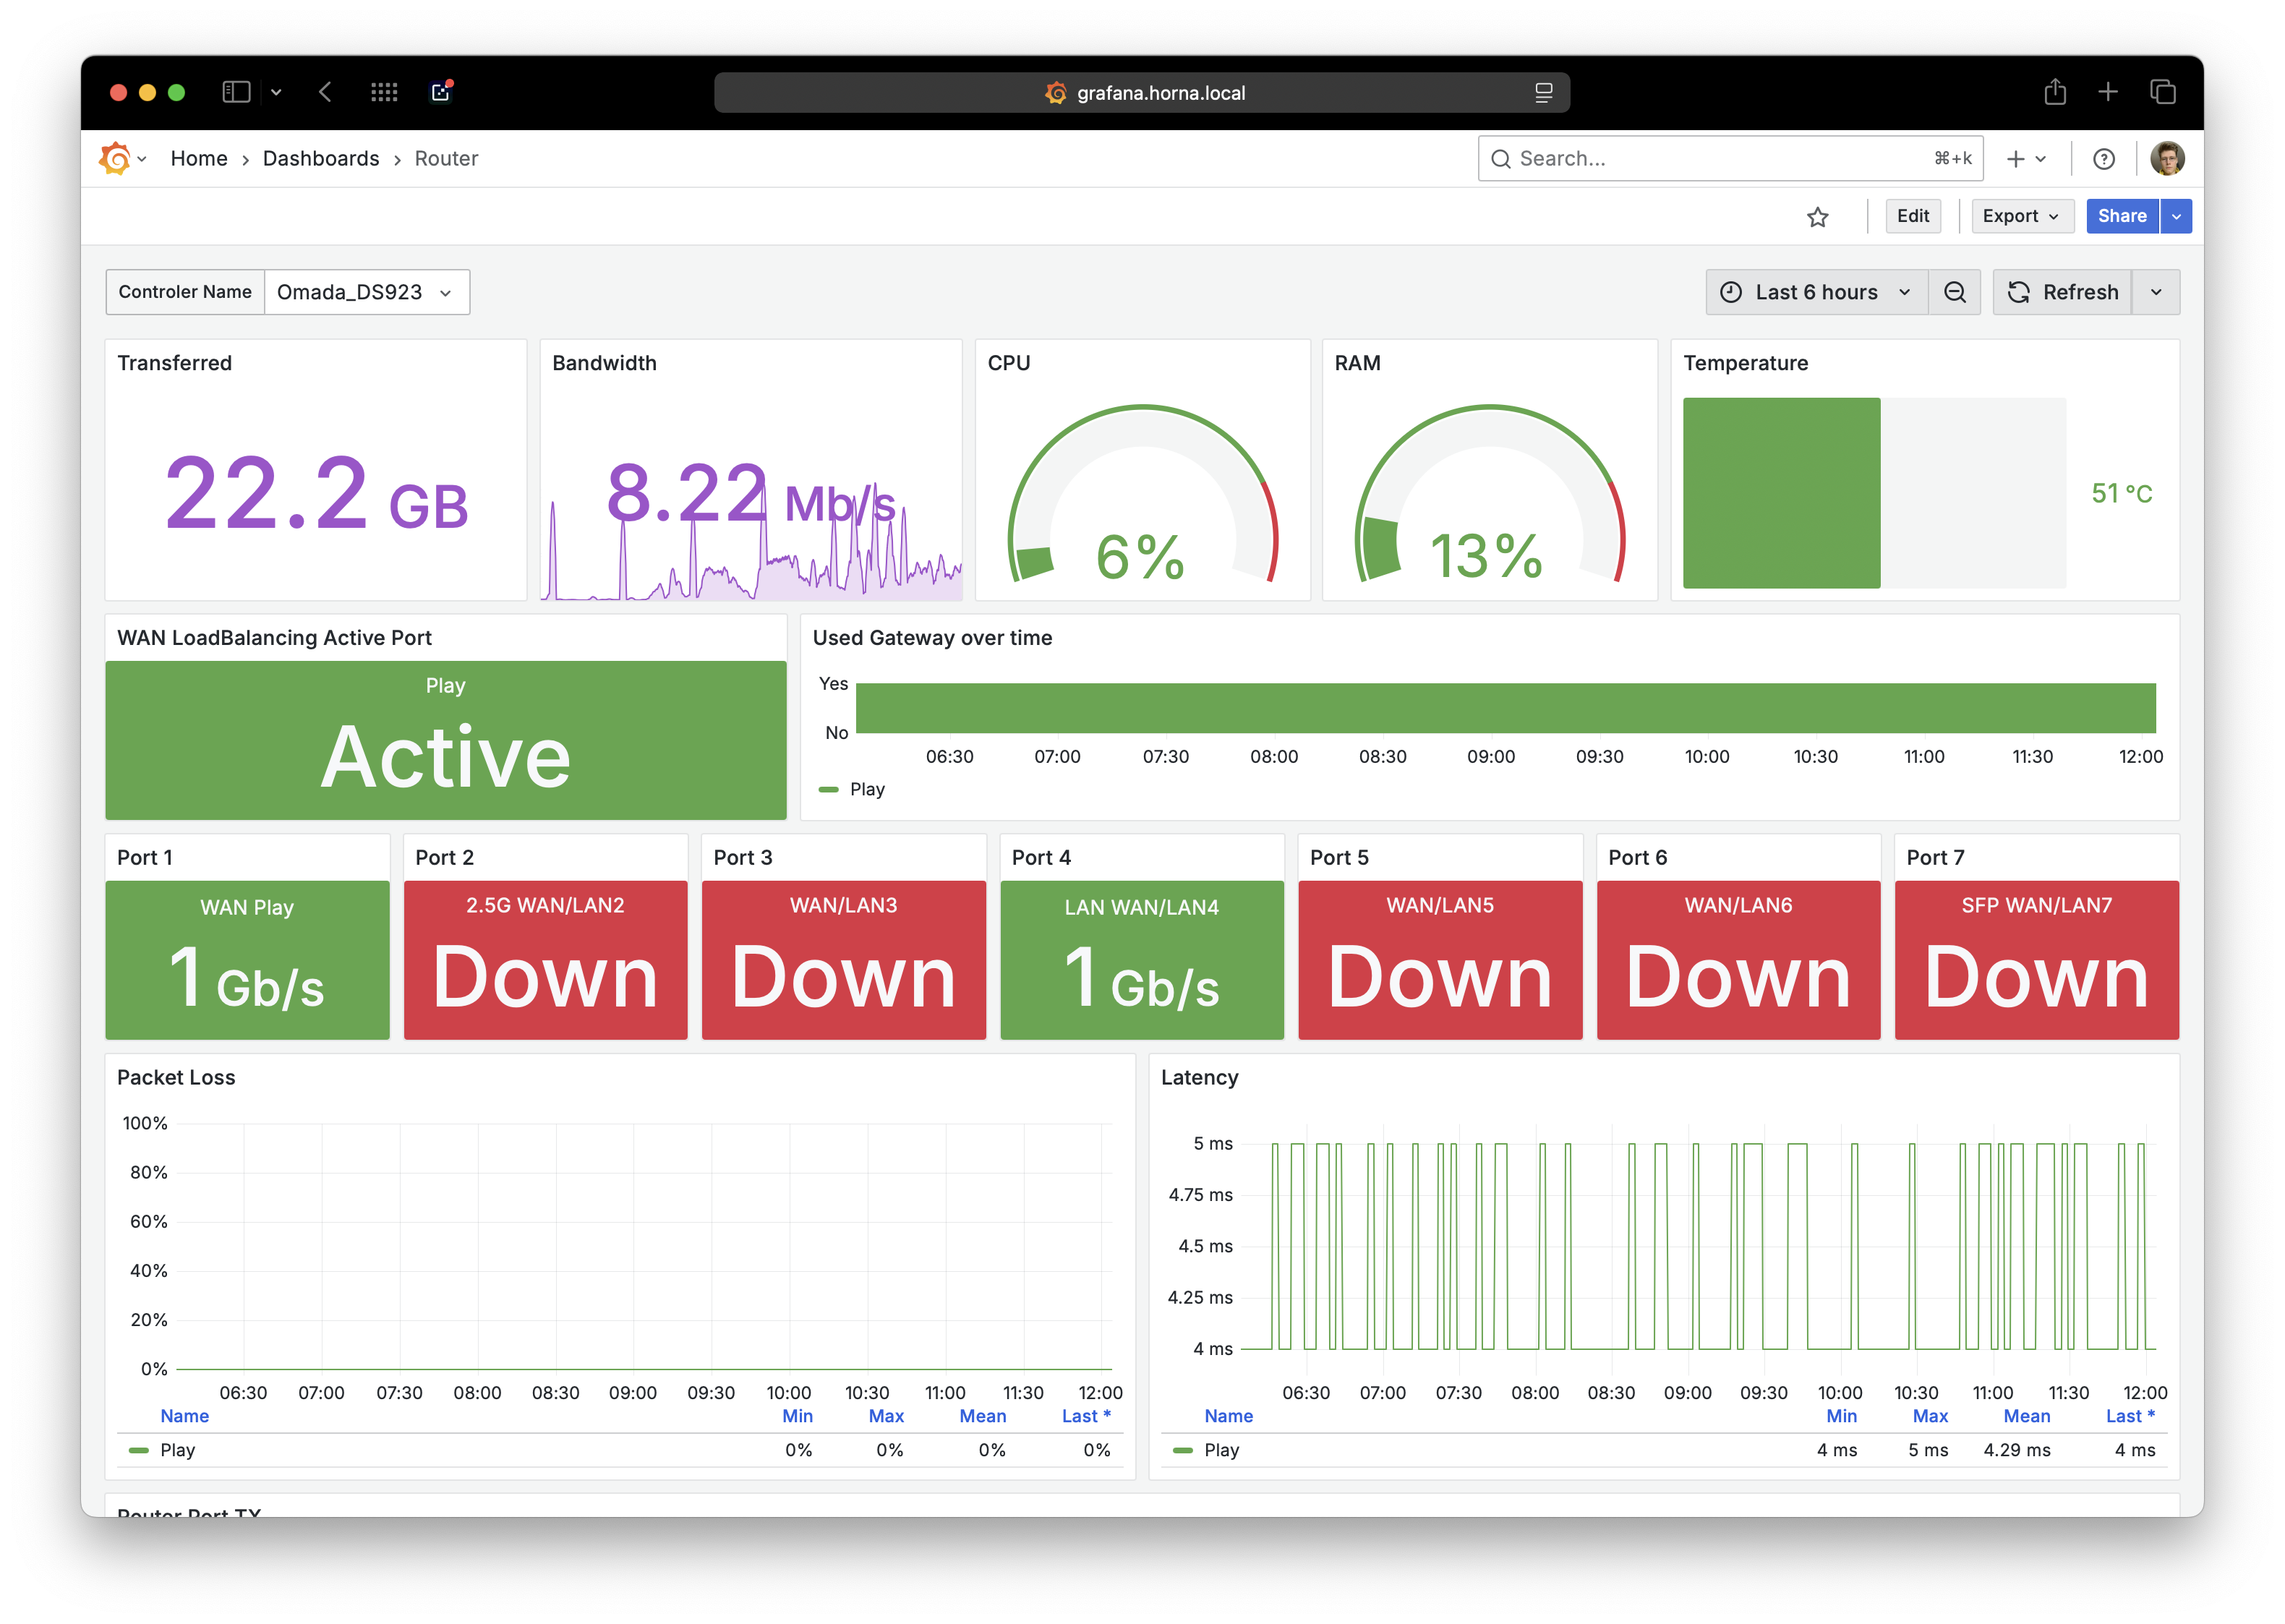 grafana.horna.local
Home › Dashboards › Router
Search...
⌘+k
Edit
Export
Share
Controler Name
Omada_DS923
Last 6 hours
Refresh
Transferred
22.2 GB
Bandwidth
8.22 Mb/s
CPU
6%
RAM
13%
Temperature
51 °C
WAN LoadBalancing Active Port
Play
Active
Used Gateway over time
Yes
No
06:30 07:00 07:30 08:00 08:30 09:00 09:30 10:00 10:30 11:00 11:30 12:00
Play
Port 1
WAN Play
1 Gb/s
Port 2
2.5G WAN/LAN2
Down
Port 3
WAN/LAN3
Down
Port 4
LAN WAN/LAN4
1 Gb/s
Port 5
WAN/LAN5
Down
Port 6
WAN/LAN6
Down
Port 7
SFP WAN/LAN7
Down
Packet Loss
100%
80%
60%
40%
20%
0%
06:30 07:00 07:30 08:00 08:30 09:00 09:30 10:00 10:30 11:00 11:30 12:00
Name Min Max Mean Last *
Play 0% 0% 0% 0%
Latency
5 ms
4.75 ms
4.5 ms
4.25 ms
4 ms
06:30 07:00 07:30 08:00 08:30 09:00 09:30 10:00 10:30 11:00 11:30 12:00
Name Min Max Mean Last *
Play 4 ms 5 ms 4.29 ms 4 ms
Router Port TX